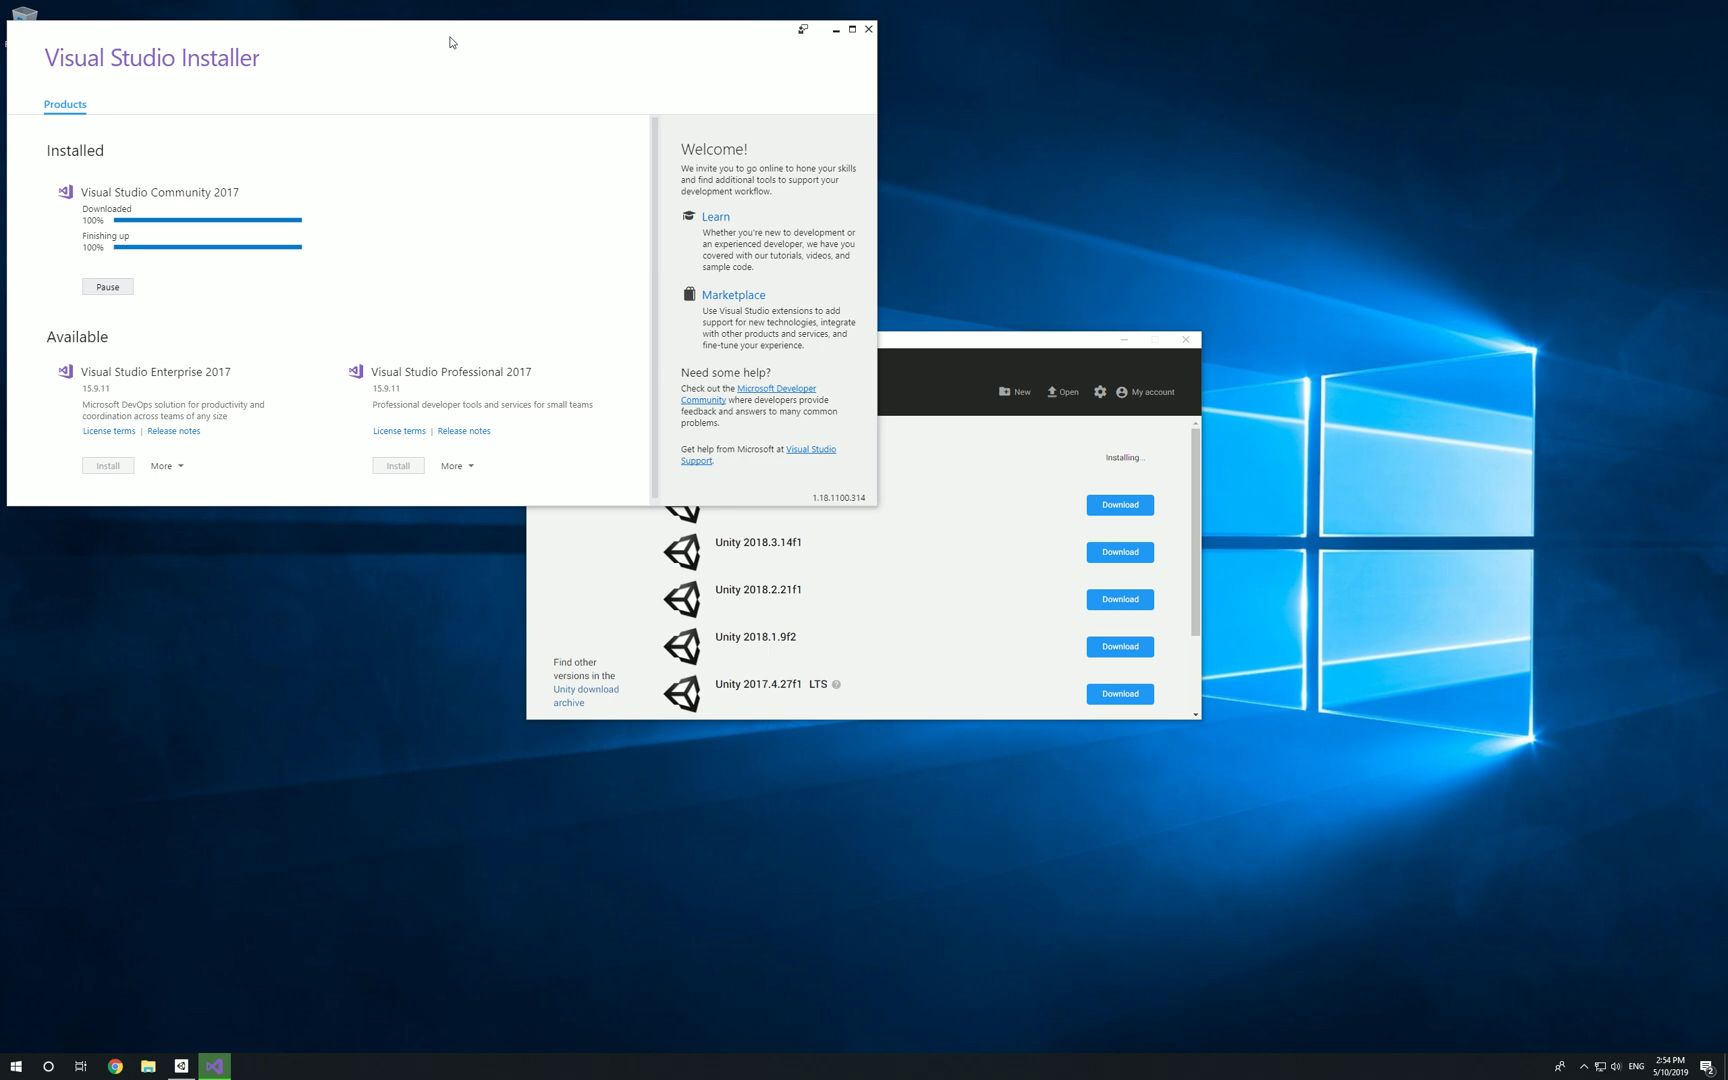 Visual Studio Installer
Products
Installed
Visual Studio Community 2017
Downloaded
100%
Finishing up
100%
Pause
Available
Visual Studio Enterprise 2017
15.9.11
Microsoft DevOps solution for productivity and
coordination across teams of any size
License terms | Release notes
Install More
Visual Studio Professional 2017
15.9.11
Professional developer tools and services for small teams
License terms | Release notes
Install More
Welcome!
We invite you to go online to hone your skills
and find additional tools to support your
development workflow.
Learn
Whether you're new to development or
an experienced developer, we have you
covered with our tutorials, videos, and
sample code.
Marketplace
Use Visual Studio extensions to add
support for new technologies, integrate
with other products and services, and
fine-tune your experience.
Need some help?
Check out the Microsoft Developer
Community where developers provide
feedback and answers to many common
problems.
Get help from Microsoft at Visual Studio
Support.
1.18.1100.314
New Open My account
Installing...
Download
Unity 2018.3.14f1
Download
Unity 2018.2.21f1
Download
Unity 2018.1.9f2
Download
Unity 2017.4.27f1 LTS ?
Download
Find other
versions in the
Unity download
archive
ENG
2:54 PM
5/10/2019
2